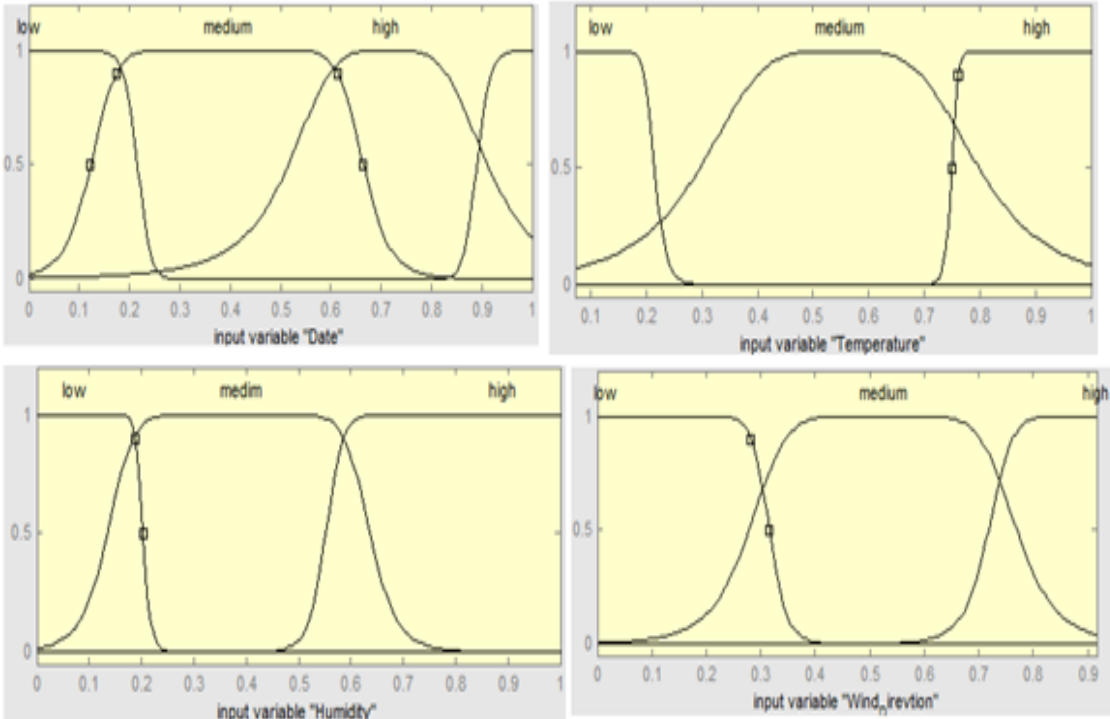 low medium high
1
0.5
0
0 0.1 0.2 0.3 0.4 0.5 0.6 0.7 0.8 0.9 1
input variable "Date"
low medium high
1
0.5
0
0.1 0.2 0.3 0.4 0.5 0.6 0.7 0.8 0.9 1
input variable "Temperature"
low medim high
1
0.5
0
0 0.1 0.2 0.3 0.4 0.5 0.6 0.7 0.8 0.9 1
input variable "Humidity"
low medium high
1
0.5
0
0 0.1 0.2 0.3 0.4 0.5 0.6 0.7 0.8 0.9
input variable "Wind_Direvtion"